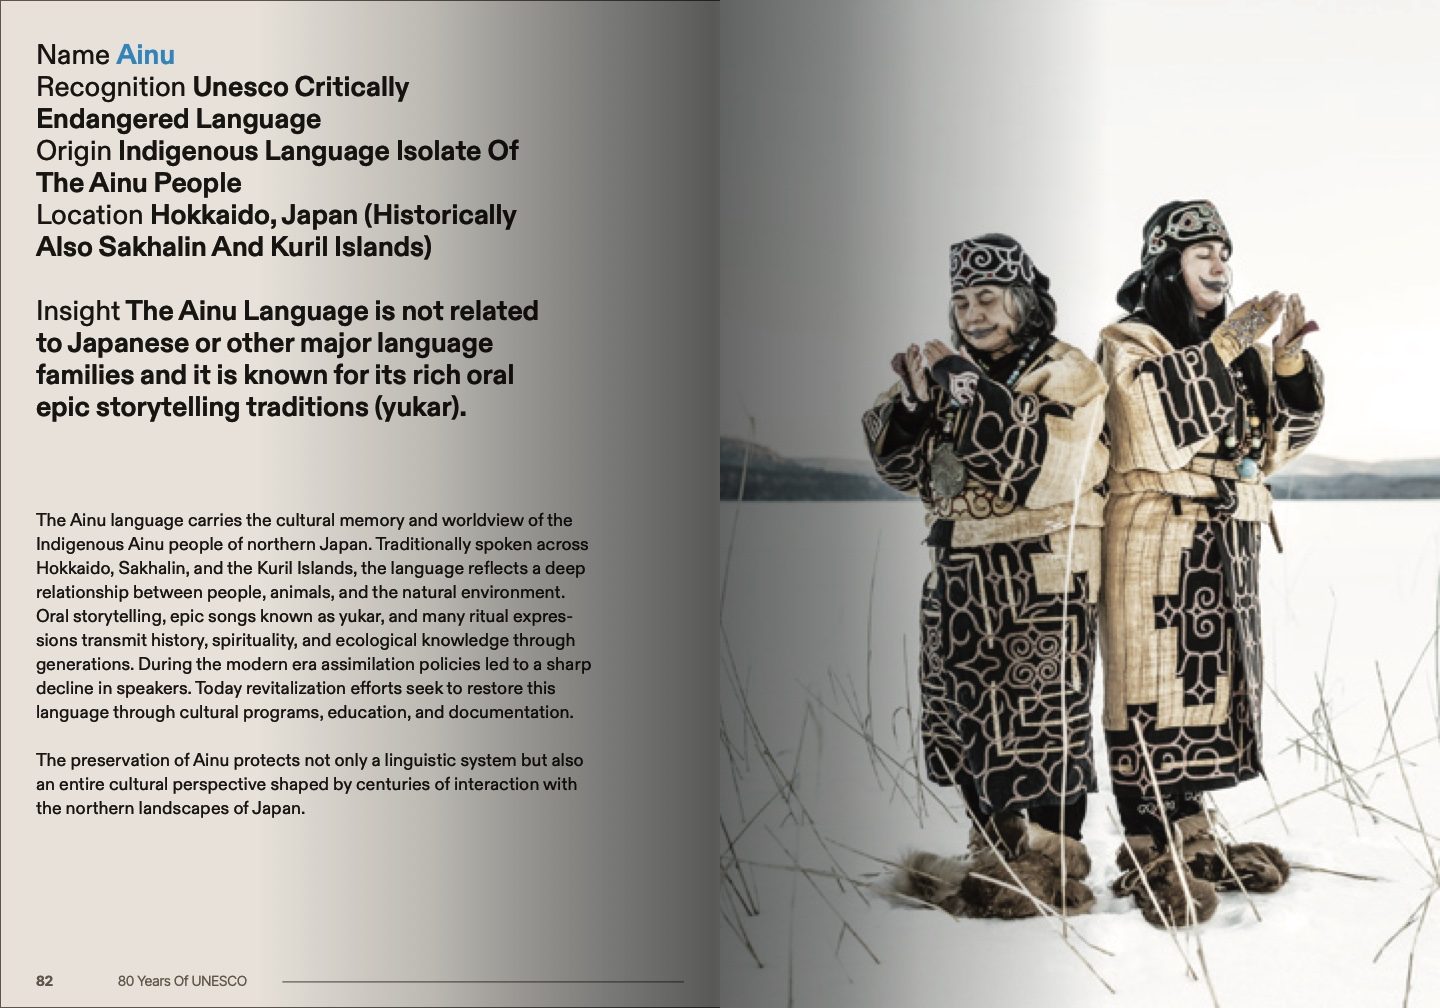 Name Ainu
Recognition Unesco Critically
Endangered Language
Origin Indigenous Language Isolate Of
The Ainu People
Location Hokkaido, Japan (Historically
Also Sakhalin And Kuril Islands)
Insight The Ainu Language is not related
to Japanese or other major language
families and it is known for its rich oral
epic storytelling traditions (yukar).
The Ainu language carries the cultural memory and worldview of the
Indigenous Ainu people of northern Japan. Traditionally spoken across
Hokkaido, Sakhalin, and the Kuril Islands, the language reflects a deep
relationship between people, animals, and the natural environment.
Oral storytelling, epic songs known as yukar, and many ritual expres-
sions transmit history, spirituality, and ecological knowledge through
generations. During the modern era assimilation policies led to a sharp
decline in speakers. Today revitalization efforts seek to restore this
language through cultural programs, education, and documentation.
The preservation of Ainu protects not only a linguistic system but also
an entire cultural perspective shaped by centuries of interaction with
the northern landscapes of Japan.
82 80 Years Of UNESCO